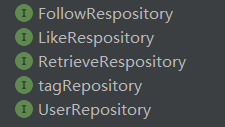 I FollowRespository
I LikeRespository
I RetrieveRespository
I tagRepository
I UserRepository